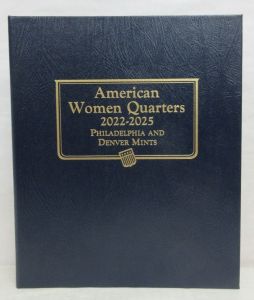 American
Women Quarters
2022-2025
Philadelphia and
Denver Mints